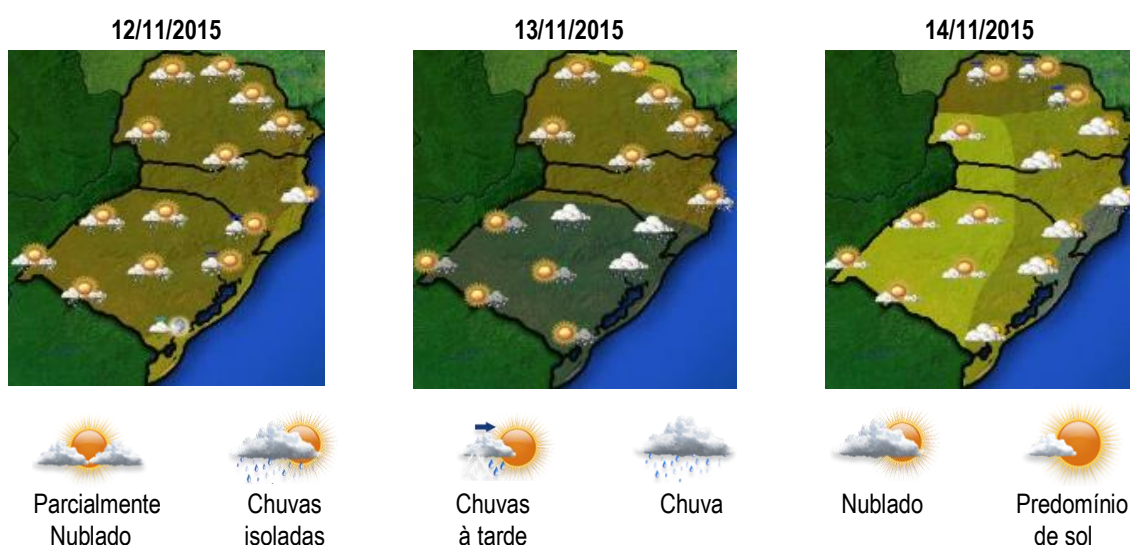 12/11/2015
13/11/2015
14/11/2015
Parcialmente
Nublado
Chuvas
isoladas
Chuvas
à tarde
Chuva
Nublado
Predomínio
de sol